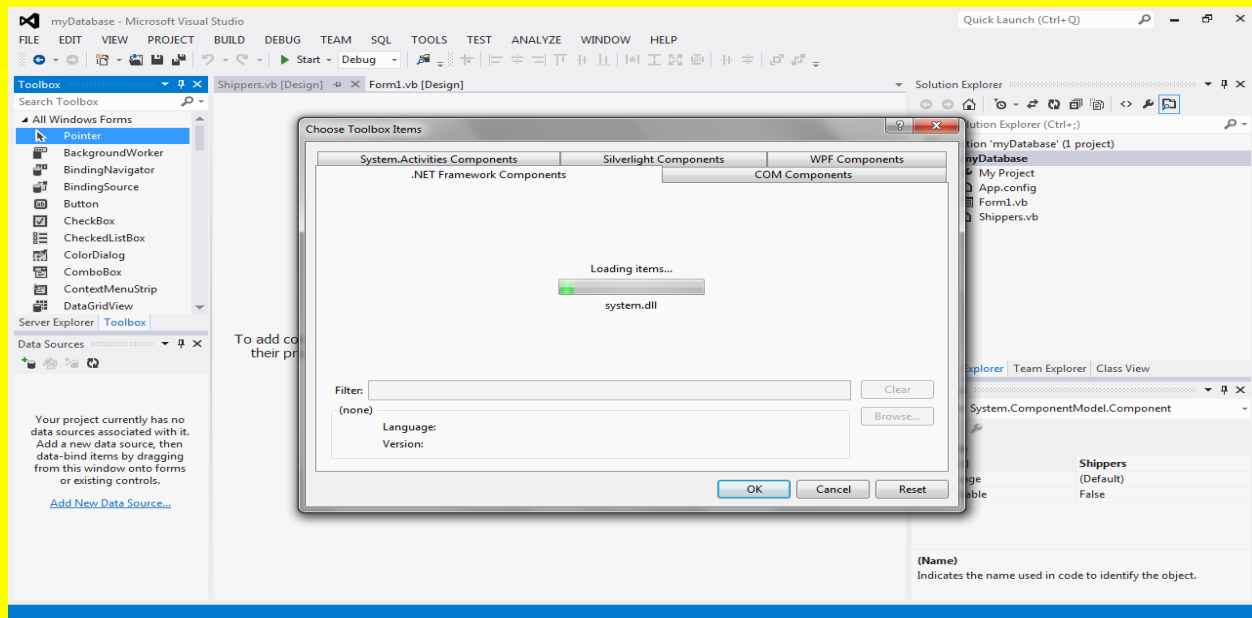 myDatabase - Microsoft Visual Studio
Quick Launch (Ctrl+Q)
FILE EDIT VIEW PROJECT BUILD DEBUG TEAM SQL TOOLS TEST ANALYZE WINDOW HELP
Start Debug
Toolbox
Search Toolbox
All Windows Forms
Pointer
BackgroundWorker
BindingNavigator
BindingSource
Button
CheckBox
CheckedListBox
ColorDialog
ComboBox
ContextMenuStrip
DataGridView
Server Explorer Toolbox
Data Sources
Your project currently has no
data sources associated with it.
Add a new data source, then
data-bind items by dragging
from this window onto forms
or existing controls.
Add New Data Source...
Shippers.vb [Design] Form1.vb [Design]
To add co
their pr
Choose Toolbox Items
System.Activities Components Silverlight Components WPF Components
.NET Framework Components COM Components
Loading items...
system.dll
Filter:
Clear
(none)
Browse...
Language:
Version:
OK Cancel Reset
Solution Explorer
lution Explorer (Ctrl+;)
tion 'myDatabase' (1 project)
myDatabase
My Project
App.config
Form1.vb
Shippers.vb
xplorer Team Explorer Class View
System.ComponentModel.Component
Shippers
ge (Default)
able False
(Name)
Indicates the name used in code to identify the object.